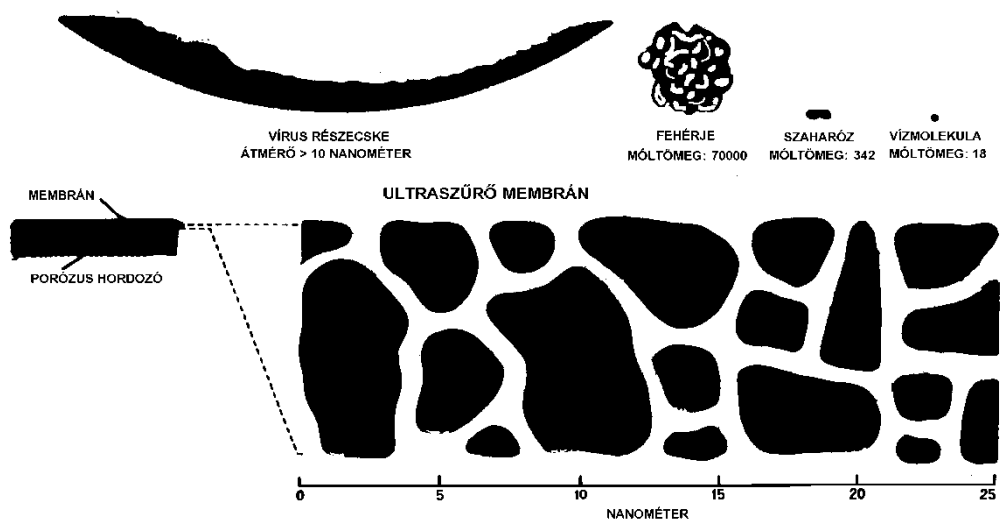 VÍRUS RÉSZECSKE
ÁTMÉRŐ > 10 NANOMÉTER
FEHÉRJE
MÓLTÖMEG: 70000
SZAHARÓZ
MÓLTÖMEG: 342
VÍZMOLEKULA
MÓLTÖMEG: 18
ULTRASZŰRŐ MEMBRÁN
MEMBRÁN
PORÓZUS HORDOZÓ
0 5 10 15 20 25
NANOMÉTER